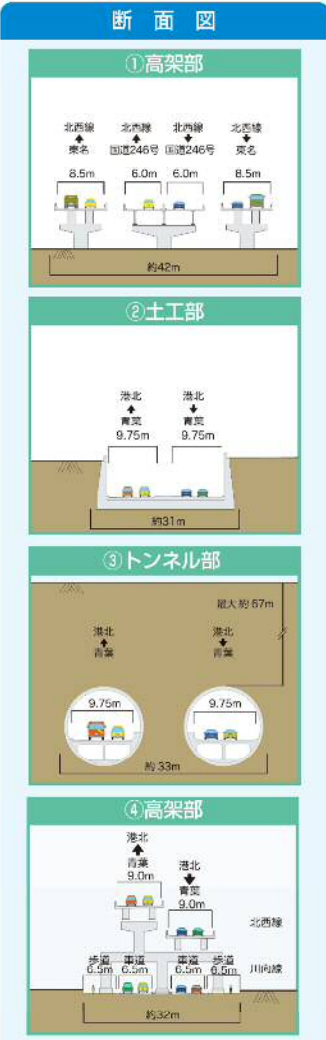 断面図
①高架部
北西線 北西線 北西線 北西線
東名 国道246号 国道246号 東名
8.5m 6.0m 6.0m 8.5m
約42m
②土工部
港北 港北
青葉 青葉
9.75m 9.75m
約31m
③トンネル部
最大約67m
港北 港北
青葉 青葉
9.75m 9.75m
約33m
④高架部
港北
青葉
9.0m
港北
青葉
9.0m
北西線
歩道 車道 車道 歩道
6.5m 6.5m 6.5m 6.5m
川向線
約32m